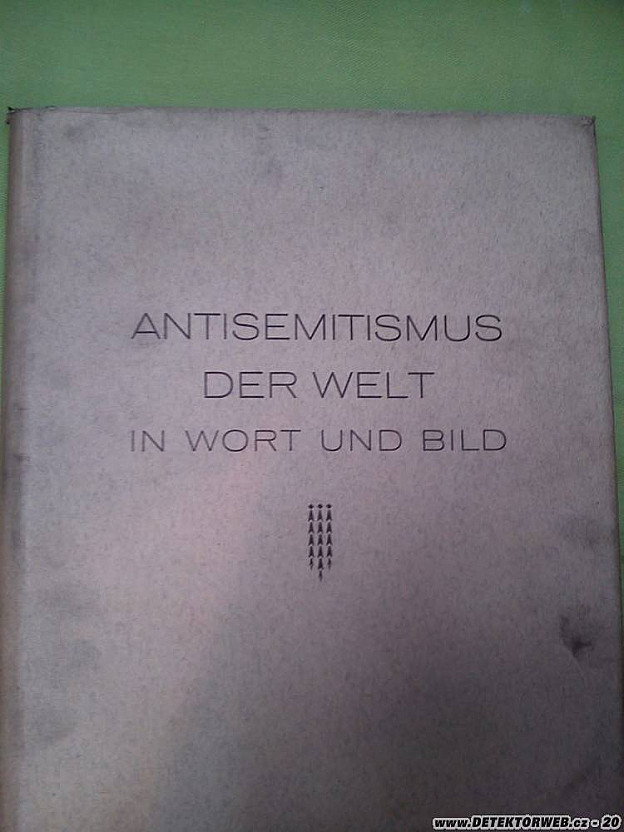 ANTISEMITISMUS
DER WELT
IN WORT UND BILD
www.DETEKTORWEB.cz - 20